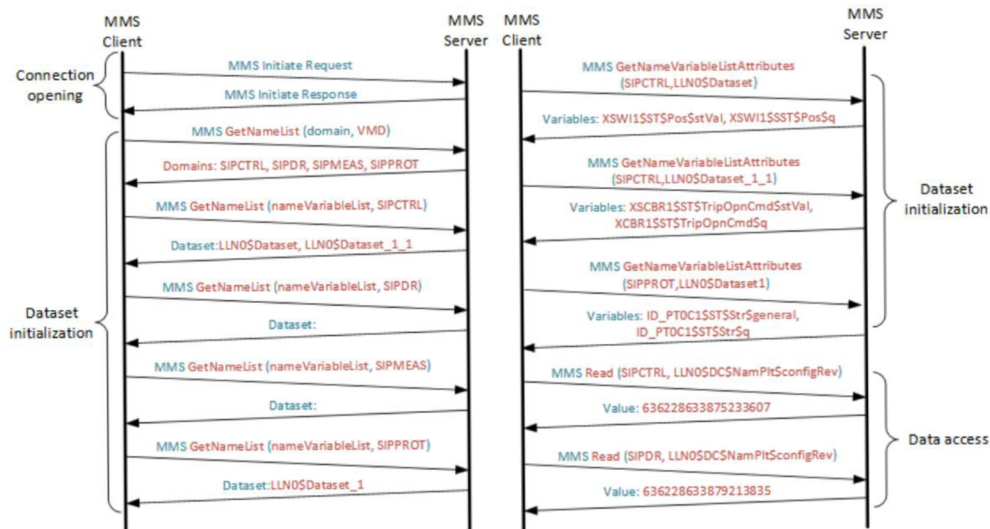 MMS
Client
MMS
Server
Connection
opening
MMS Initiate Request
MMS Initiate Response
MMS GetNameList (domain, VMD)
Domains: SIPCTRL, SIPDR, SIPMEAS, SIPPROT
MMS GetNameList (nameVariableList, SIPCTRL)
Dataset:LLN0$Dataset, LLN0$Dataset_1_1
MMS GetNameList (nameVariableList, SIPDR)
Dataset
initialization
Dataset:
MMS GetNameList (nameVariableList, SIPMEAS)
Dataset:
MMS GetNameList (nameVariableList, SIPPROT)
Dataset:LLN0$Dataset_1
MMS
Client
MMS
Server
MMS GetNameVariableListAttributes
(SIPCTRL,LLN0$Dataset)
Variables: XSWI1$ST$Pos$stVal, XSWI1$SST$Pos$q
MMS GetNameVariableListAttributes
(SIPCTRL,LLN0$Dataset_1_1)
Variables: XSCBR1$ST$TripOpnCmd$stVal,
XCBR1$ST$TripOpnCmd$q
Dataset
initialization
MMS GetNameVariableListAttributes
(SIPPROT,LLN0$Dataset1)
Variables: ID_PTOC1$ST$Str$general,
ID_PTOC1$ST$Str$q
MMS Read (SIPCTRL, LLN0$DC$NamPlt$configRev)
Value: 636228633875233607
Data access
MMS Read (SIPDR, LLN0$DC$NamPlt$configRev)
Value: 636228633879213835